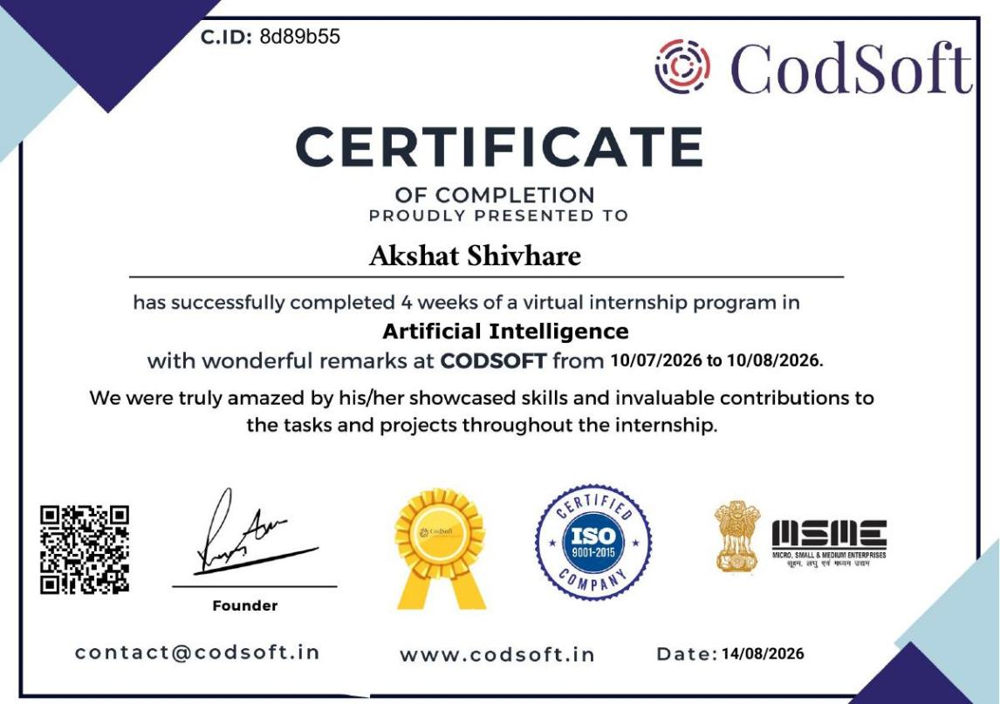 C.ID: 8d89b55
CodSoft
CERTIFICATE
OF COMPLETION
PROUDLY PRESENTED TO
Akshat Shivhare
has successfully completed 4 weeks of a virtual internship program in
Artificial Intelligence
with wonderful remarks at CODSOFT from 10/07/2026 to 10/08/2026.
We were truly amazed by his/her showcased skills and invaluable contributions to
the tasks and projects throughout the internship.
Founder
CodSoft
CERTIFIED
ISO
9001-2015
COMPANY
MSME
MICRO, SMALL & MEDIUM ENTERPRISES
सूक्ष्म, लघु एवं मध्यम उद्यम
contact@codsoft.in
www.codsoft.in
Date: 14/08/2026